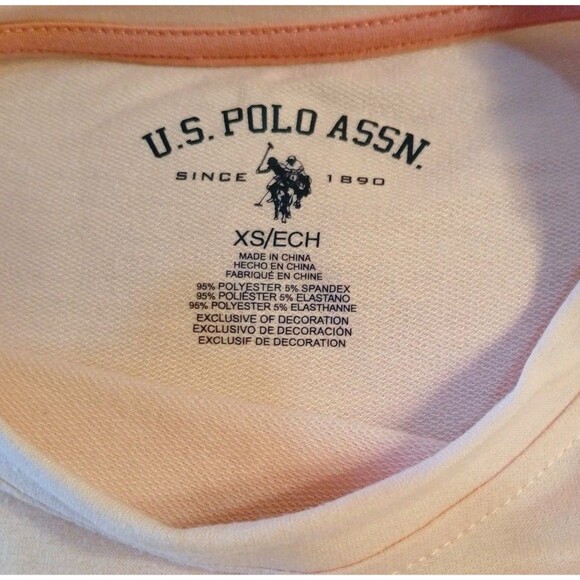 U.S. POLO ASSN.
SINCE 1890
XS/ECH
MADE IN CHINA
HECHO EN CHINA
FABRIQUÉ EN CHINE
95% POLYESTER 5% SPANDEX
95% POLIÉSTER 5% ELASTANO
95% POLYESTER 5% ELASTHANNE
EXCLUSIVE OF DECORATION
EXCLUSIVO DE DECORACIÓN
EXCLUSIF DE DECORATION